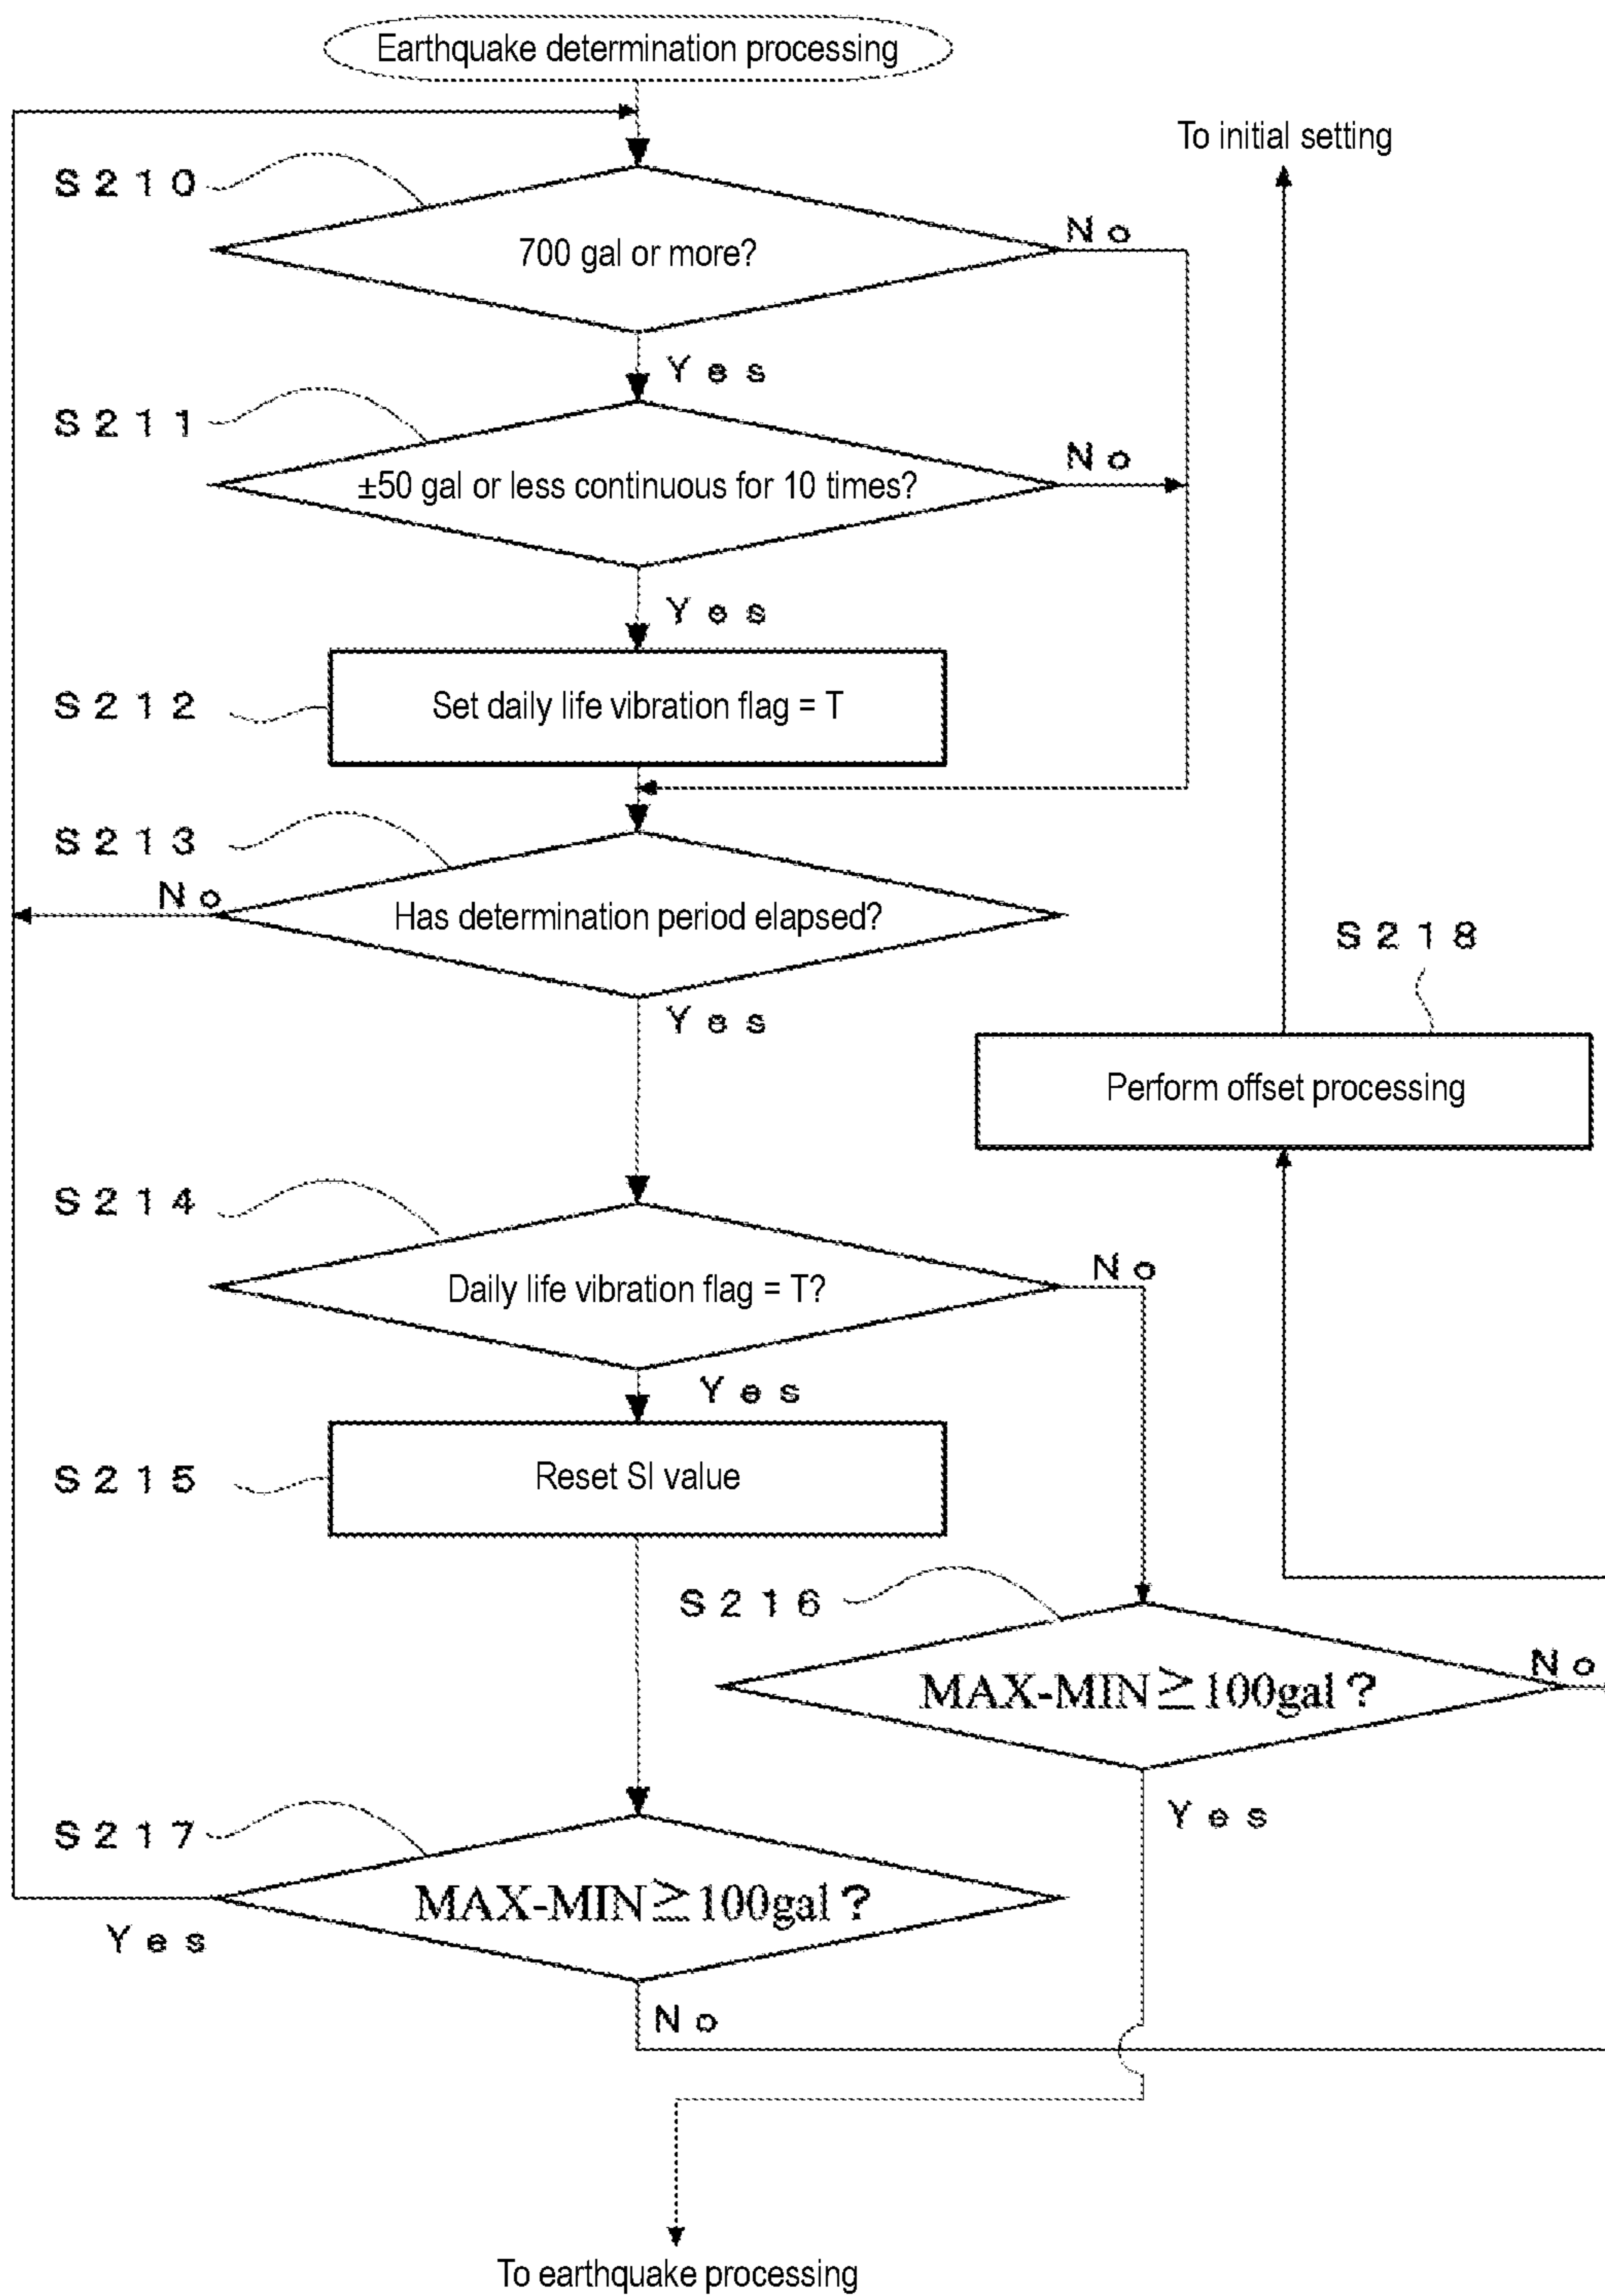 Earthquake determination processing
To initial setting
S210
700 gal or more?
No
Yes
S211
±50 gal or less continuous for 10 times?
No
Yes
S212
Set daily life vibration flag = T
S213
No
Has determination period elapsed?
Yes
S218
Perform offset processing
S214
Daily life vibration flag = T?
No
Yes
S215
Reset SI value
S216
MAX-MIN≧100gal?
No
Yes
S217
MAX-MIN≧100gal?
Yes
No
To earthquake processing